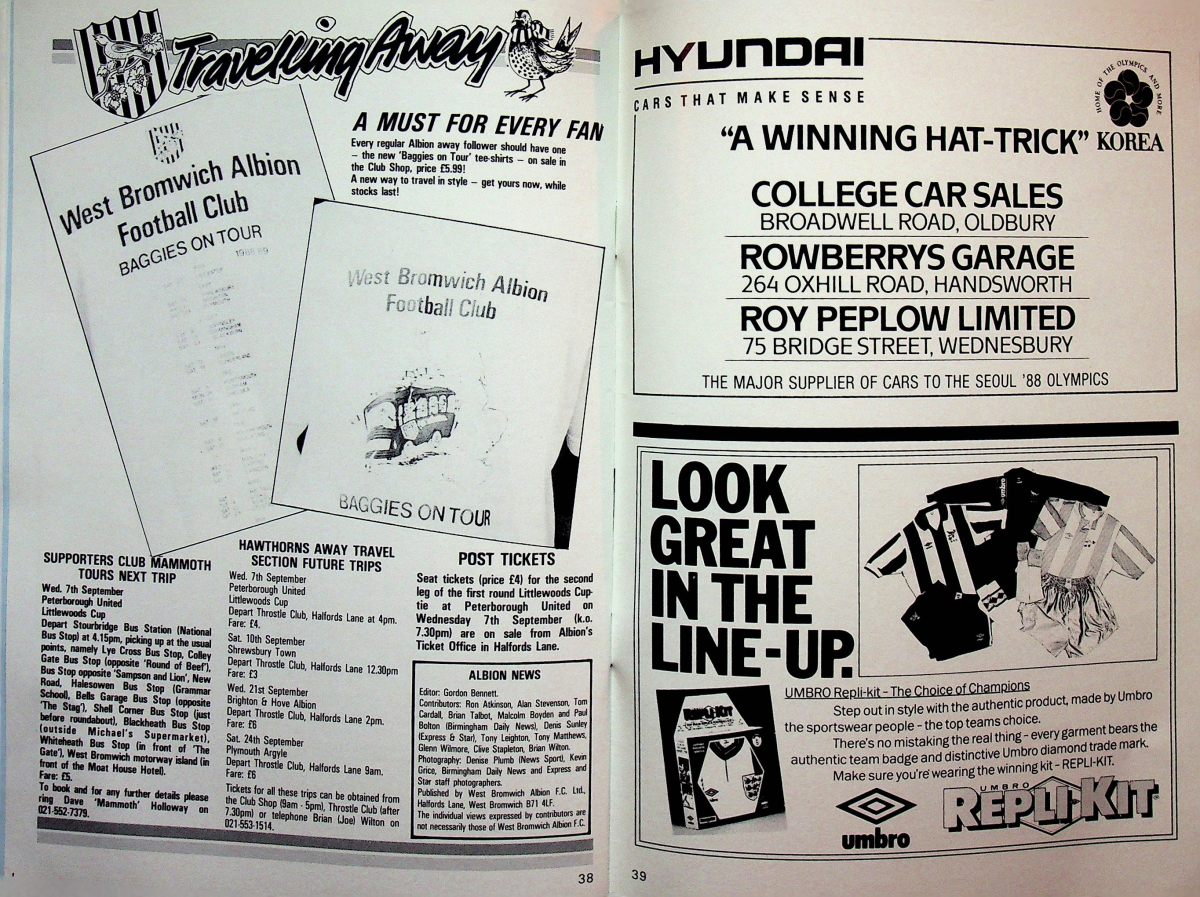 Travelling Away
A MUST FOR EVERY FAN
Every regular Albion away follower should have one
– the new 'Baggies on Tour' tee-shirts – on sale in
the Club Shop, price £5.99!
A new way to travel in style – get yours now, while
stocks last!
West Bromwich Albion
Football Club
BAGGIES ON TOUR
1988-89
West Bromwich Albion
Football Club
BAGGIES ON TOUR
SUPPORTERS CLUB MAMMOTH
TOURS NEXT TRIP
Wed. 7th September
Peterborough United
Littlewoods Cup
Depart Stourbridge Bus Station (National
Bus Stop) at 4.15pm, picking up at the usual
points, namely Lye Cross Bus Stop, Colley
Gate Bus Stop (opposite 'Round of Beef'),
Bus Stop opposite 'Sampson and Lion', New
Road, Halesowen Bus Stop (Grammar
School), Bells Garage Bus Stop (opposite
'The Stag'), Shell Corner Bus Stop (just
before roundabout), Blackheath Bus Stop
(outside Michael's Supermarket),
Whiteheath Bus Stop (in front of 'The
Gate'), West Bromwich motorway island (in
front of the Moat House Hotel).
Fare: £5.
To book and for any further details please
ring Dave 'Mammoth' Holloway on
021-552-7379.
HAWTHORNS AWAY TRAVEL
SECTION FUTURE TRIPS
Wed. 7th September
Peterborough United
Littlewoods Cup
Depart Throstle Club, Halfords Lane at 4pm.
Fare: £4.
Sat. 10th September
Shrewsbury Town
Depart Throstle Club, Halfords Lane 12.30pm
Fare: £3
Wed. 21st September
Brighton & Hove Albion
Depart Throstle Club, Halfords Lane 2pm.
Fare: £6
Sat. 24th September
Plymouth Argyle
Depart Throstle Club, Halfords Lane 9am.
Fare: £6
Tickets for all these trips can be obtained from
the Club Shop (9am - 5pm), Throstle Club (after
7.30pm) or telephone Brian (Joe) Wilton on
021-553-1514.
POST TICKETS
Seat tickets (price £4) for the second
leg of the first round Littlewoods Cup-
tie at Peterborough United on
Wednesday 7th September (k.o.
7.30pm) are on sale from Albion's
Ticket Office in Halfords Lane.
ALBION NEWS
Editor: Gordon Bennett.
Contributors: Ron Atkinson, Alan Stevenson, Tom
Cardall, Brian Talbot, Malcolm Boyden and Paul
Bolton (Birmingham Daily News), Denis Sunley
(Express & Star), Tony Leighton, Tony Matthews,
Glenn Wilmore, Clive Stapleton, Brian Wilton.
Photography: Denise Plumb (News Sport), Kevin
Grice, Birmingham Daily News and Express and
Star staff photographers.
Published by West Bromwich Albion F.C. Ltd.,
Halfords Lane, West Bromwich B71 4LF.
The individual views expressed by contributors are
not necessarily those of West Bromwich Albion F.C.
38
HYUNDAI
CARS THAT MAKE SENSE
HOME OF THE OLYMPICS AND MORE
KOREA
"A WINNING HAT-TRICK"
COLLEGE CAR SALES
BROADWELL ROAD, OLDBURY
ROWBERRYS GARAGE
264 OXHILL ROAD, HANDSWORTH
ROY PEPLOW LIMITED
75 BRIDGE STREET, WEDNESBURY
THE MAJOR SUPPLIER OF CARS TO THE SEOUL '88 OLYMPICS
LOOK
GREAT
IN THE
LINE-UP.
umbro
REPLI-KIT
UMBRO Repli-kit – The Choice of Champions
Step out in style with the authentic product, made by Umbro
the sportswear people – the top teams choice.
There's no mistaking the real thing – every garment bears the
authentic team badge and distinctive Umbro diamond trade mark.
Make sure you're wearing the winning kit – REPLI-KIT.
umbro
UMBRO
REPLI-KIT
39